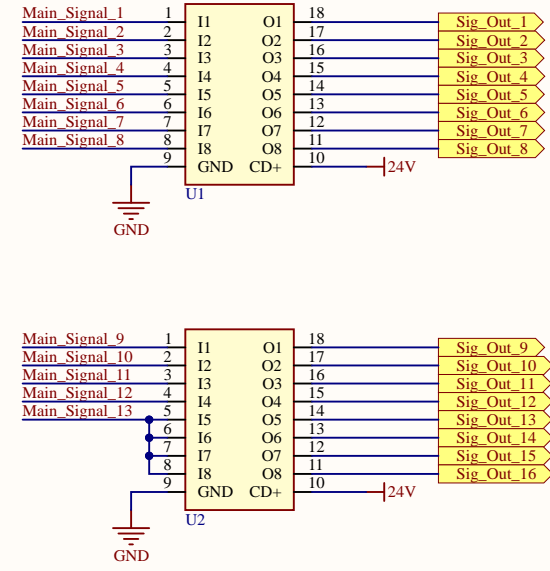 Main_Signal_1 1 I1 O1 18 Sig_Out_1
Main_Signal_2 2 I2 O2 17 Sig_Out_2
Main_Signal_3 3 I3 O3 16 Sig_Out_3
Main_Signal_4 4 I4 O4 15 Sig_Out_4
Main_Signal_5 5 I5 O5 14 Sig_Out_5
Main_Signal_6 6 I6 O6 13 Sig_Out_6
Main_Signal_7 7 I7 O7 12 Sig_Out_7
Main_Signal_8 8 I8 O8 11 Sig_Out_8
9 GND CD+ 10 24V
U1
GND
Main_Signal_9 1 I1 O1 18 Sig_Out_9
Main_Signal_10 2 I2 O2 17 Sig_Out_10
Main_Signal_11 3 I3 O3 16 Sig_Out_11
Main_Signal_12 4 I4 O4 15 Sig_Out_12
Main_Signal_13 5 I5 O5 14 Sig_Out_13
6 I6 O6 13 Sig_Out_14
7 I7 O7 12 Sig_Out_15
8 I8 O8 11 Sig_Out_16
9 GND CD+ 10 24V
U2
GND